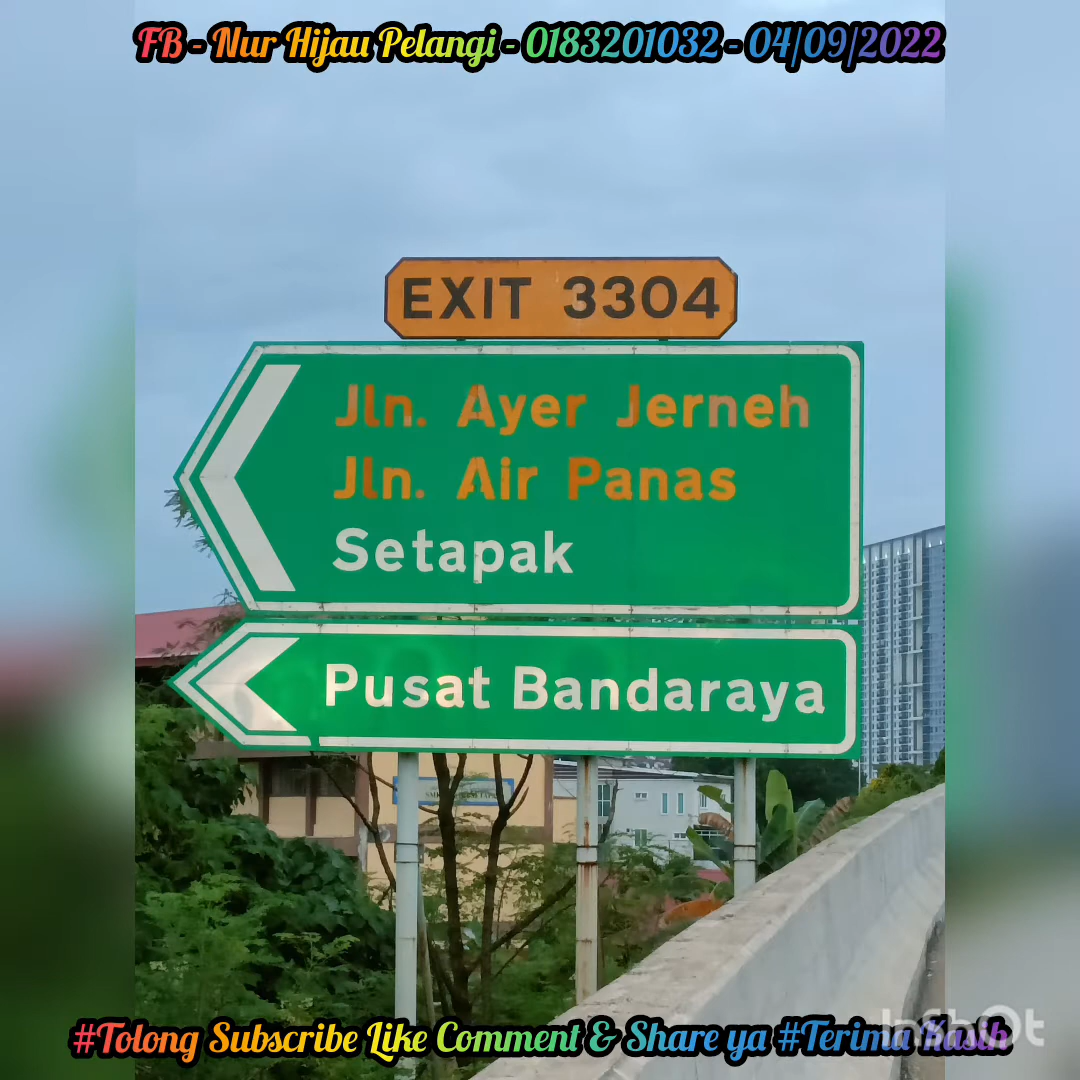 FB - Nur Hijau Pelangi - 0183201032 - 04/09/2022
EXIT 3304
Jln. Ayer Jerneh
Jln. Air Panas
Setapak
Pusat Bandaraya
#Tolong Subscribe Like Comment & Share ya #Terima Kasih
InShOt